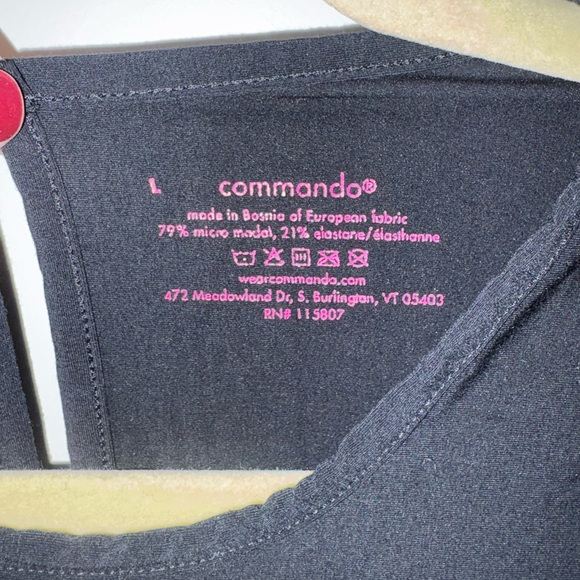 L commando®
made in Bosnia of European fabric
79% micro modal, 21% elastane/élasthanne
wearcommando.com
472 Meadowland Dr, S. Burlington, VT 05403
RN# 115807